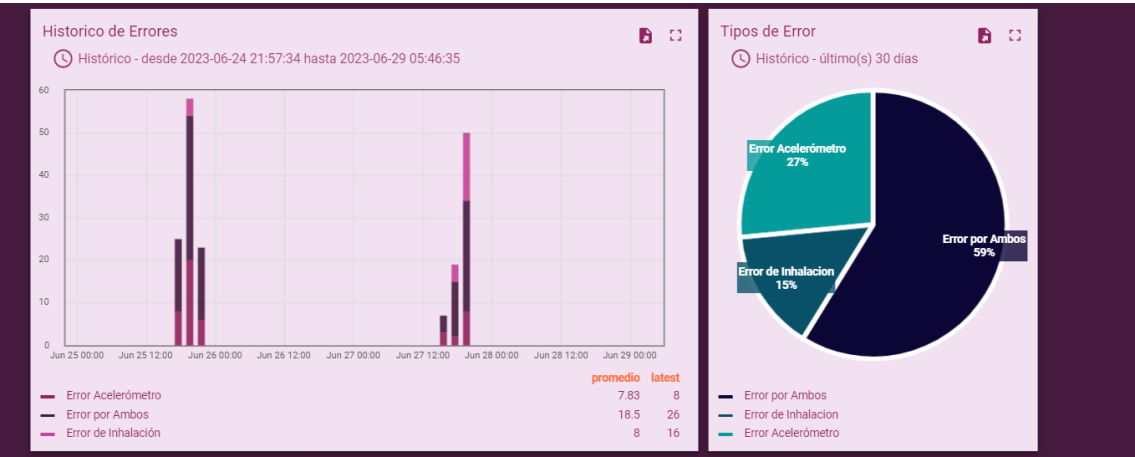 Historico de Errores
Histórico - desde 2023-06-24 21:57:34 hasta 2023-06-29 05:46:35
60
50
40
30
20
10
0
Jun 25 00:00 Jun 25 12:00 Jun 26 00:00 Jun 26 12:00 Jun 27 00:00 Jun 27 12:00 Jun 28 00:00 Jun 28 12:00 Jun 29 00:00
promedio latest
Error Acelerómetro 7.83 8
Error por Ambos 18.5 26
Error de Inhalación 8 16
Tipos de Error
Histórico - último(s) 30 días
Error Acelerómetro
27%
Error por Ambos
59%
Error de Inhalacion
15%
Error por Ambos
Error de Inhalacion
Error Acelerómetro